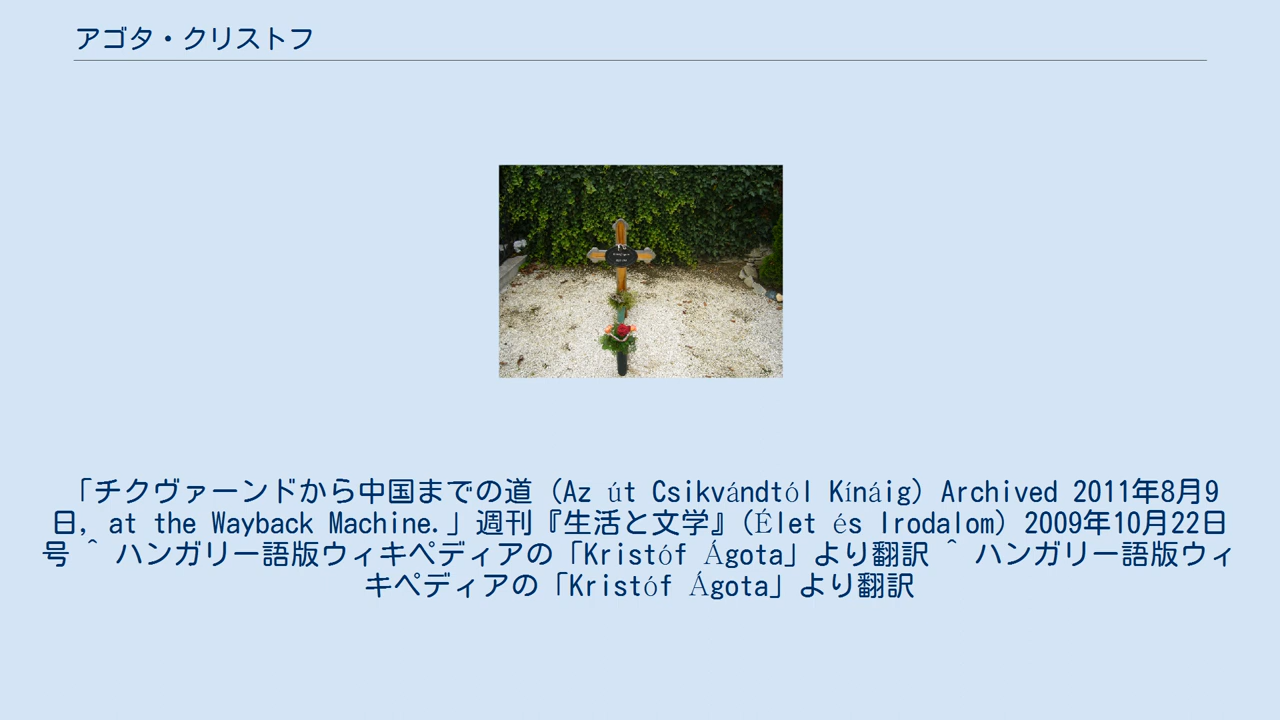 アゴタ・クリストフ
「チクヴァーンドから中国までの道（Az út Csikvándtól Kínáig）Archived 2011年8月9
日, at the Wayback Machine.」週刊『生活と文学』（Élet és Irodalom）2009年10月22日
号 ^ ハンガリー語版ウィキペディアの「Kristóf Ágota」より翻訳 ^ ハンガリー語版ウィ
キペディアの「Kristóf Ágota」より翻訳